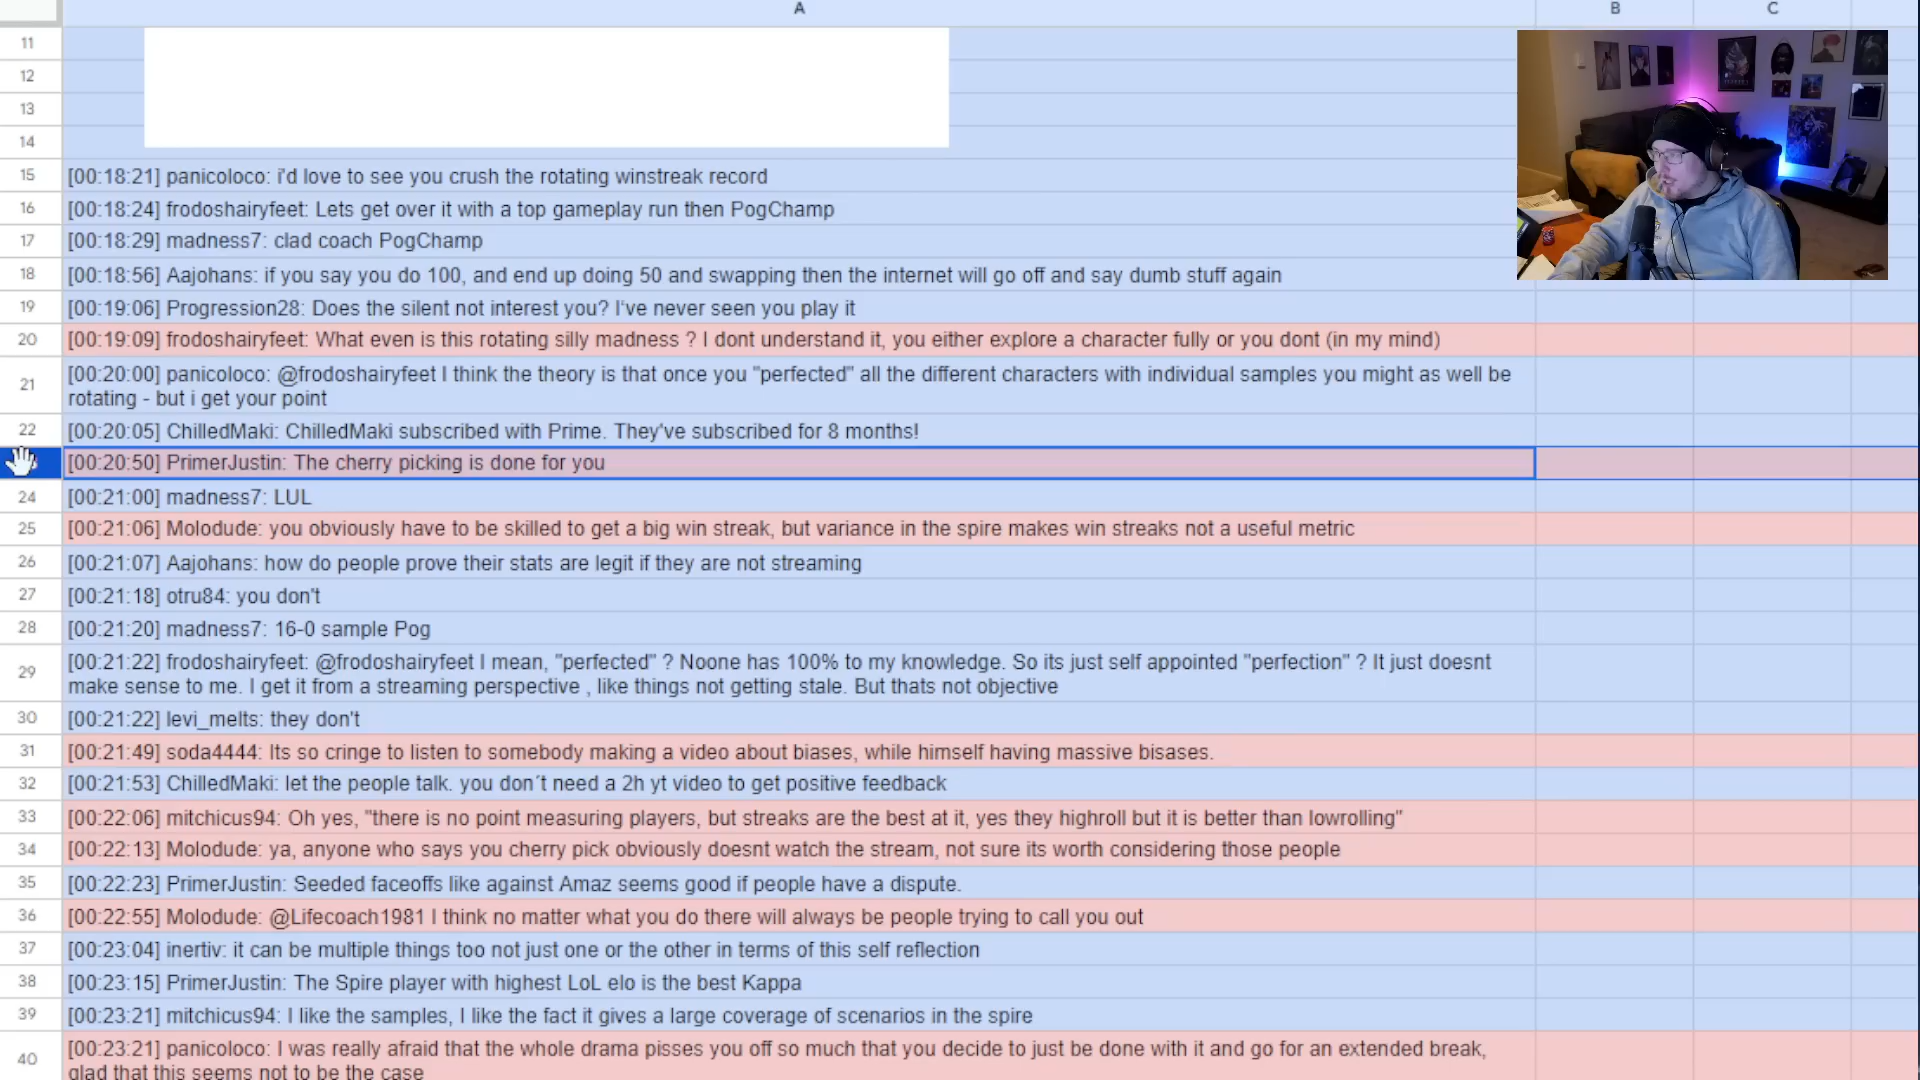 A B C
11
12
13
14
15 [00:18:21] panicoloco: i'd love to see you crush the rotating winstreak record
16 [00:18:24] frodoshairyfeet: Lets get over it with a top gameplay run then PogChamp
17 [00:18:29] madness7: clad coach PogChamp
18 [00:18:56] Aajohans: if you say you do 100, and end up doing 50 and swapping then the internet will go off and say dumb stuff again
19 [00:19:06] Progression28: Does the silent not interest you? I've never seen you play it
20 [00:19:09] frodoshairyfeet: What even is this rotating silly madness ? I dont understand it, you either explore a character fully or you dont (in my mind)
21 [00:20:00] panicoloco: @frodoshairyfeet I think the theory is that once you "perfected" all the different characters with individual samples you might as well be
rotating - but i get your point
22 [00:20:05] ChilledMaki: ChilledMaki subscribed with Prime. They've subscribed for 8 months!
[00:20:50] PrimerJustin: The cherry picking is done for you
24 [00:21:00] madness7: LUL
25 [00:21:06] Molodude: you obviously have to be skilled to get a big win streak, but variance in the spire makes win streaks not a useful metric
26 [00:21:07] Aajohans: how do people prove their stats are legit if they are not streaming
27 [00:21:18] otru84: you don't
28 [00:21:20] madness7: 16-0 sample Pog
29 [00:21:22] frodoshairyfeet: @frodoshairyfeet I mean, "perfected" ? Noone has 100% to my knowledge. So its just self appointed "perfection" ? It just doesnt
make sense to me. I get it from a streaming perspective , like things not getting stale. But thats not objective
30 [00:21:22] levi_melts: they don't
31 [00:21:49] soda4444: Its so cringe to listen to somebody making a video about biases, while himself having massive bisases.
32 [00:21:53] ChilledMaki: let the people talk. you don´t need a 2h yt video to get positive feedback
33 [00:22:06] mitchicus94: Oh yes, "there is no point measuring players, but streaks are the best at it, yes they highroll but it is better than lowrolling"
34 [00:22:13] Molodude: ya, anyone who says you cherry pick obviously doesnt watch the stream, not sure its worth considering those people
35 [00:22:23] PrimerJustin: Seeded faceoffs like against Amaz seems good if people have a dispute.
36 [00:22:55] Molodude: @Lifecoach1981 I think no matter what you do there will always be people trying to call you out
37 [00:23:04] inertiv: it can be multiple things too not just one or the other in terms of this self reflection
38 [00:23:15] PrimerJustin: The Spire player with highest LoL elo is the best Kappa
39 [00:23:21] mitchicus94: I like the samples, I like the fact it gives a large coverage of scenarios in the spire
40 [00:23:21] panicoloco: I was really afraid that the whole drama pisses you off so much that you decide to just be done with it and go for an extended break,
glad that this seems not to be the case